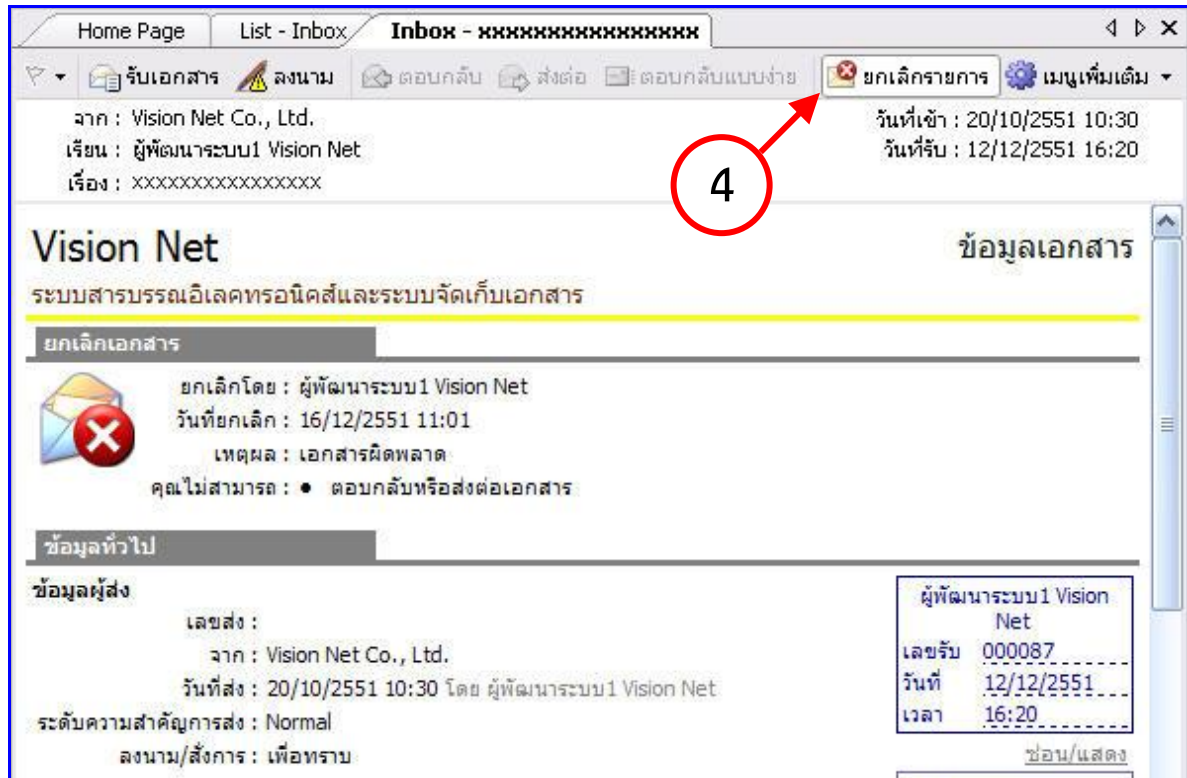 Home Page List - Inbox Inbox - xxxxxxxxxxxxxxxx
รับเอกสาร ลงนาม ตอบกลับ ส่งต่อ ตอบกลับแบบง่าย ยกเลิกรายการ เมนูเพิ่มเติม
จาก : Vision Net Co., Ltd. วันที่เข้า : 20/10/2551 10:30
เรียน : ผู้พัฒนาระบบ1 Vision Net วันที่รับ : 12/12/2551 16:20
เรื่อง : xxxxxxxxxxxxxxxx
4
Vision Net ข้อมูลเอกสาร
ระบบสารบรรณอิเลคทรอนิคส์และระบบจัดเก็บเอกสาร
ยกเลิกเอกสาร
ยกเลิกโดย : ผู้พัฒนาระบบ1 Vision Net
วันที่ยกเลิก : 16/12/2551 11:01
เหตุผล : เอกสารผิดพลาด
คุณไม่สามารถ : ● ตอบกลับหรือส่งต่อเอกสาร
ข้อมูลทั่วไป
ข้อมูลผู้ส่ง
เลขส่ง :
จาก : Vision Net Co., Ltd.
วันที่ส่ง : 20/10/2551 10:30 โดย ผู้พัฒนาระบบ1 Vision Net
ระดับความสำคัญการส่ง : Normal
ลงนาม/สั่งการ : เพื่อทราบ
ผู้พัฒนาระบบ1 Vision
Net
เลขรับ 000087
วันที่ 12/12/2551
เวลา 16:20
ซ่อน/แสดง